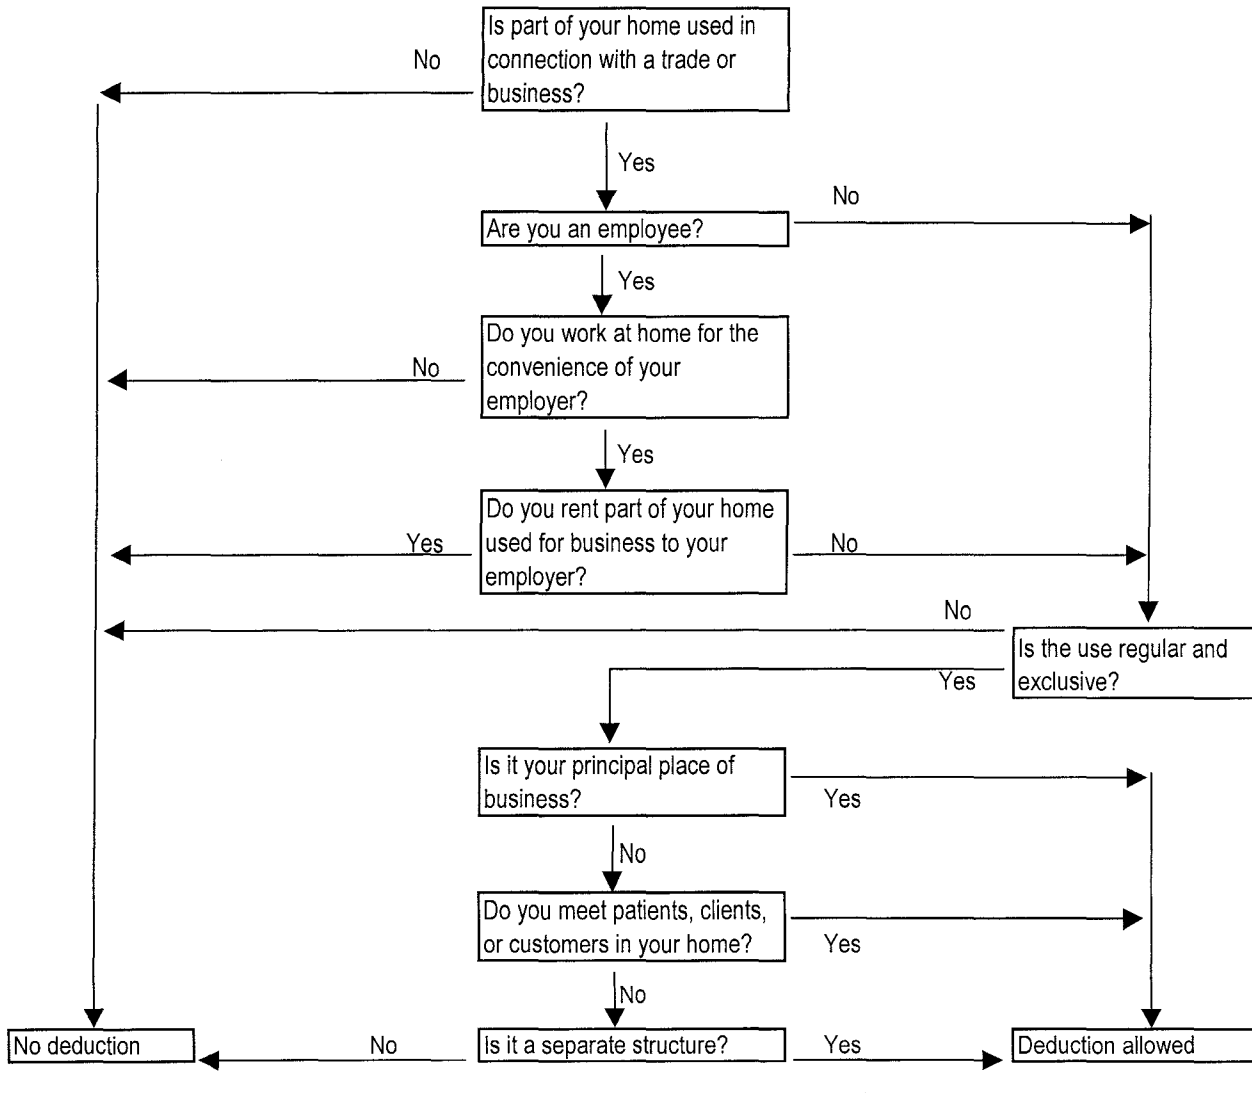 Is part of your home used in
connection with a trade or
business?
No
Yes
Are you an employee?
No
Yes
Do you work at home for the
convenience of your
employer?
No
Yes
Do you rent part of your home
used for business to your
employer?
Yes
No
No
Is the use regular and
exclusive?
Yes
Is it your principal place of
business?
Yes
No
Do you meet patients, clients,
or customers in your home?
Yes
No
No deduction
No
Is it a separate structure?
Yes
Deduction allowed